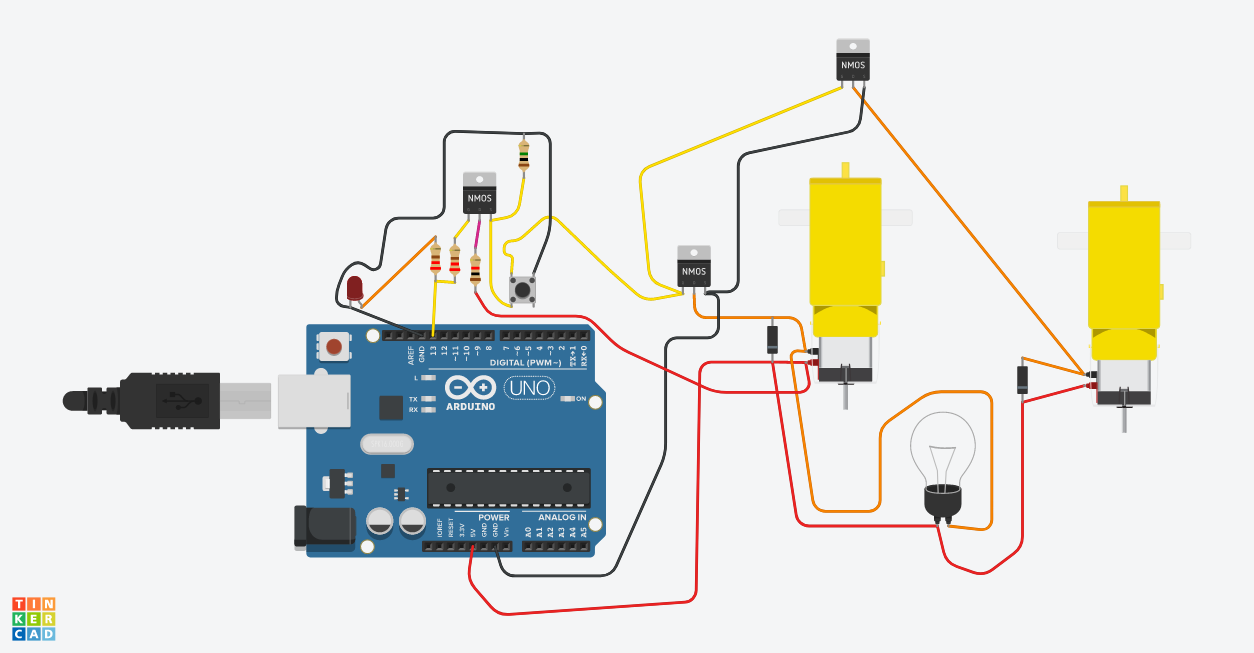 NMOS
NMOS
NMOS
AREF
GND
13
12
~11
~10
~9
8
7
~6
~5
4
~3
2
TX→1
RX←0
DIGITAL (PWM~)
L
TX
RX
ARDUINO
UNO
ON
POWER
ANALOG IN
IOREF
RESET
3.3V
5V
GND
GND
Vin
A0
A1
A2
A3
A4
A5
TIN
KER
CAD